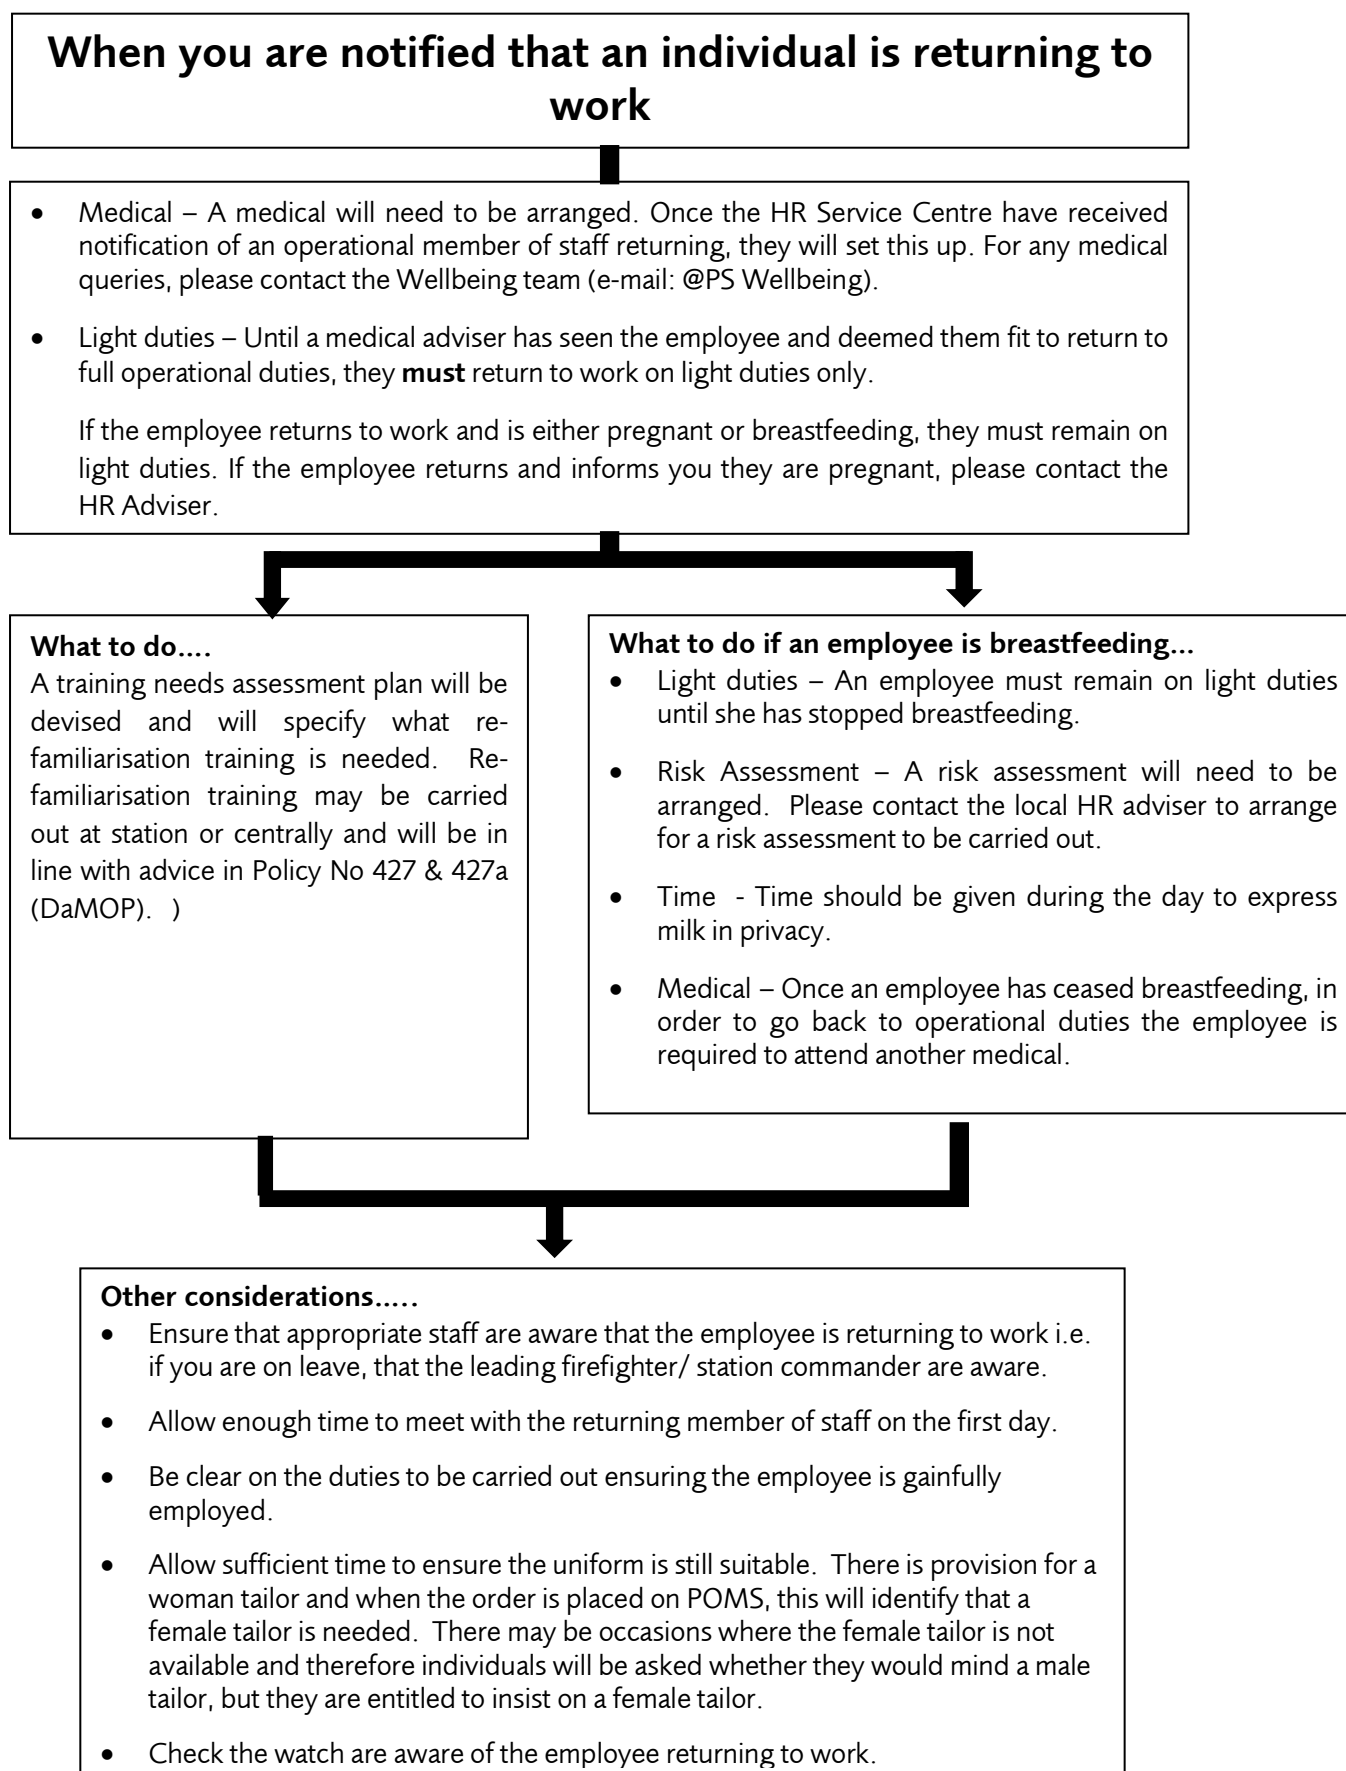 When you are notified that an individual is returning to
work
• Medical – A medical will need to be arranged. Once the HR Service Centre have received
notification of an operational member of staff returning, they will set this up. For any medical
queries, please contact the Wellbeing team (e-mail: @PS Wellbeing).
• Light duties – Until a medical adviser has seen the employee and deemed them fit to return to
full operational duties, they must return to work on light duties only.
If the employee returns to work and is either pregnant or breastfeeding, they must remain on
light duties. If the employee returns and informs you they are pregnant, please contact the
HR Adviser.
What to do….
A training needs assessment plan will be
devised and will specify what re-
familiarisation training is needed. Re-
familiarisation training may be carried
out at station or centrally and will be in
line with advice in Policy No 427 & 427a
(DaMOP). )
What to do if an employee is breastfeeding…
• Light duties – An employee must remain on light duties
until she has stopped breastfeeding.
• Risk Assessment – A risk assessment will need to be
arranged. Please contact the local HR adviser to arrange
for a risk assessment to be carried out.
• Time - Time should be given during the day to express
milk in privacy.
• Medical – Once an employee has ceased breastfeeding, in
order to go back to operational duties the employee is
required to attend another medical.
Other considerations…..
• Ensure that appropriate staff are aware that the employee is returning to work i.e.
if you are on leave, that the leading firefighter/ station commander are aware.
• Allow enough time to meet with the returning member of staff on the first day.
• Be clear on the duties to be carried out ensuring the employee is gainfully
employed.
• Allow sufficient time to ensure the uniform is still suitable. There is provision for a
woman tailor and when the order is placed on POMS, this will identify that a
female tailor is needed. There may be occasions where the female tailor is not
available and therefore individuals will be asked whether they would mind a male
tailor, but they are entitled to insist on a female tailor.
• Check the watch are aware of the employee returning to work.